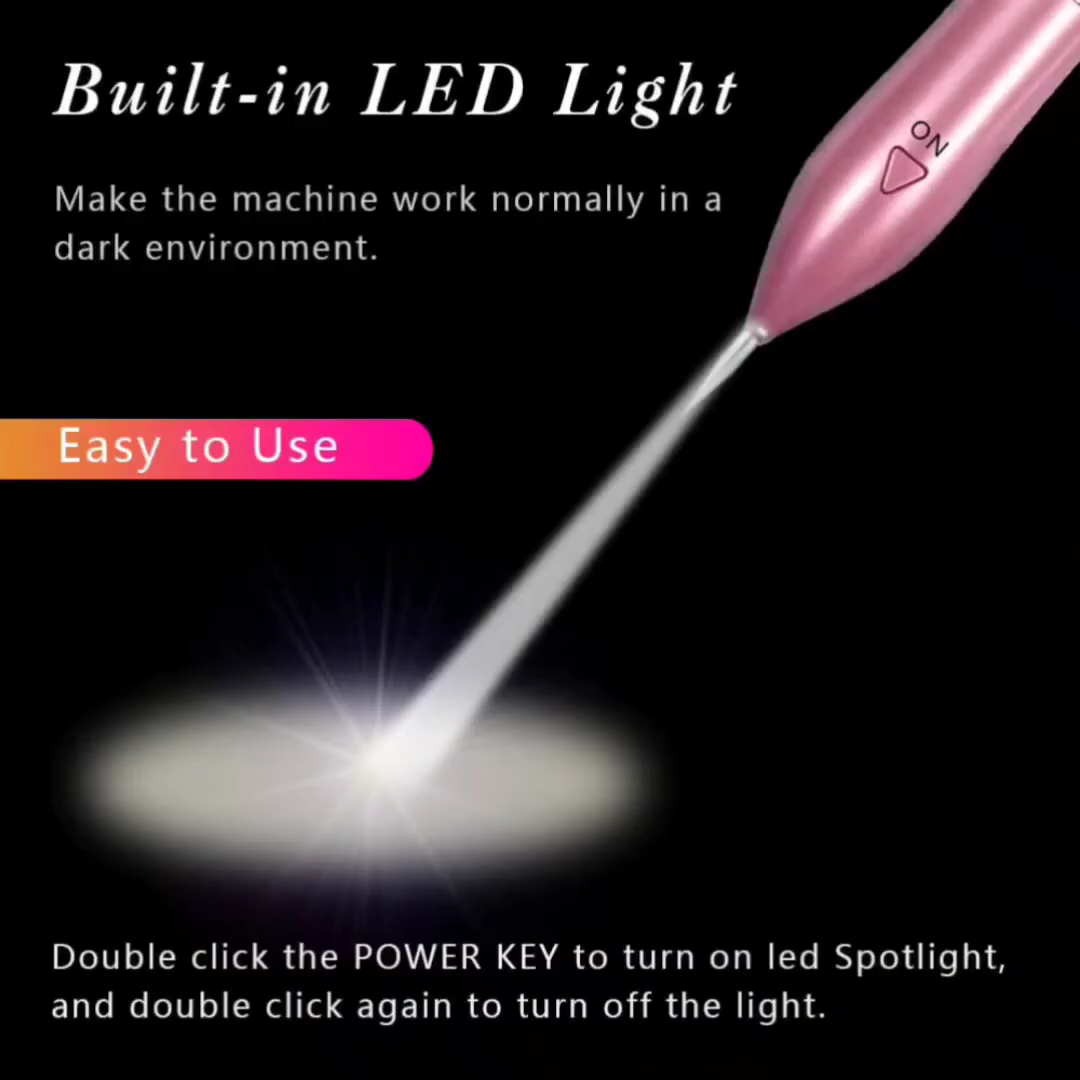 Built-in LED Light
ON
Make the machine work normally in a
dark environment.
Easy to Use
Double click the POWER KEY to turn on led Spotlight,
and double click again to turn off the light.